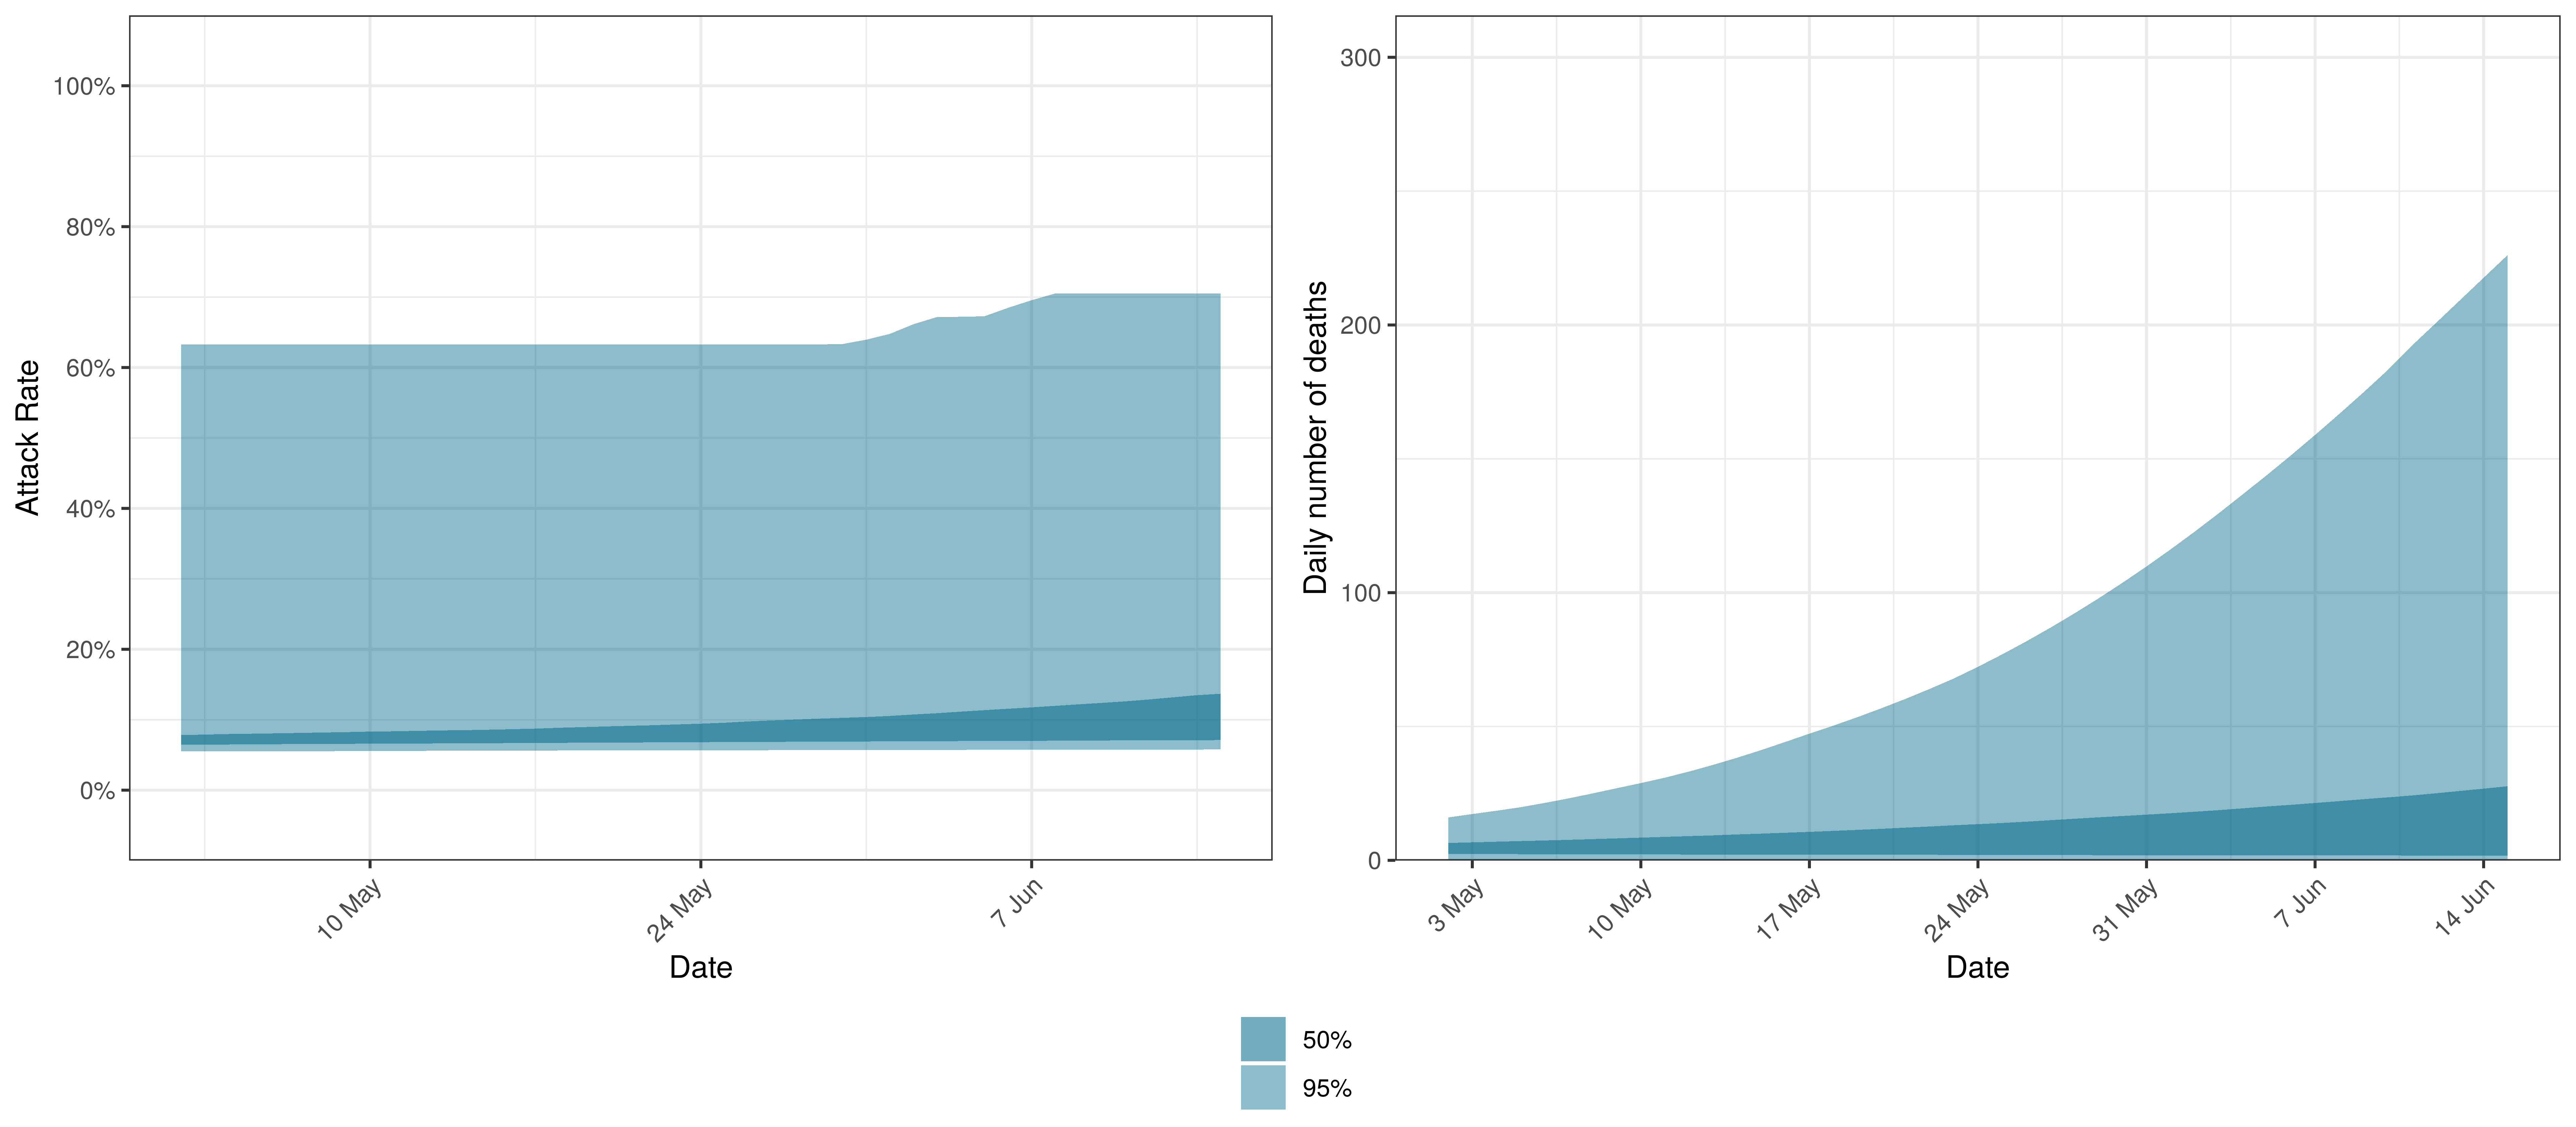 Attack Rate
100%
80%
60%
40%
20%
0%
10 May
24 May
7 Jun
Date
Daily number of deaths
300
200
100
0
3 May
10 May
17 May
24 May
31 May
7 Jun
14 Jun
Date
50%
95%